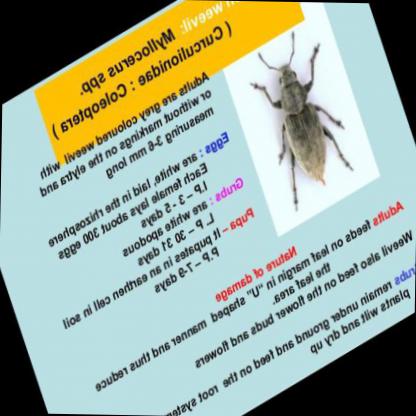 n weevil:
Myllocerus spp.
( Curculionidae : Coleoptera )
Adults are grey coloured weevil with
or without markings on the elytra and
measuring 3-6 mm long
Eggs : are white, laid in the rhizosphere
Each female lays about 300 eggs
I.P – 3 - 5 days
Grubs : are white apodous
L.P – 30 31 days
Pupa – it pupates in an earthen cell in soil
P.P – 7-9 days
Nature of damage
Adults feeds on leaf margin in "U" shaped manner and thus reduce
the leaf area.
Weevil also feed on the flower buds and flowers
rubs remain under ground and feed on the root system
plants wilt and dry up